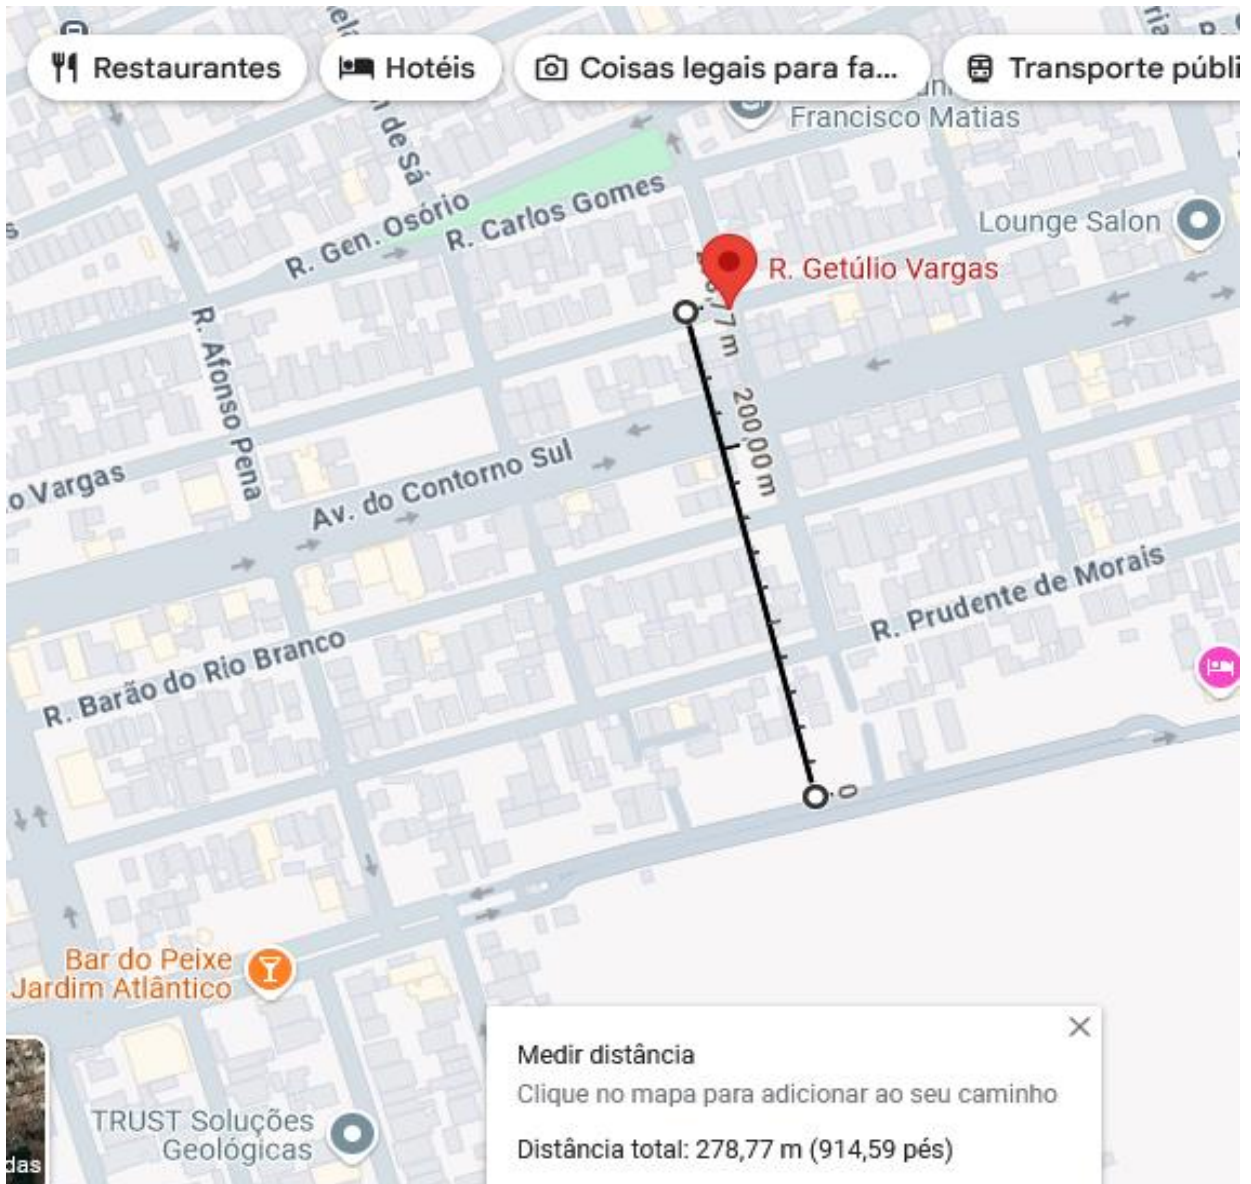 Restaurantes
Hotéis
Coisas legais para fa...
Transporte públi
Francisco Matias
de Sá
R. Gen. Osório
R. Carlos Gomes
Lounge Salon
R. Getúlio Vargas
77 m
R. Afonso Pena
200,00 m
Av. do Contorno Sul
o Vargas
R. Prudente de Morais
R. Barão do Rio Branco
0
Bar do Peixe
Jardim Atlântico
Medir distância
Clique no mapa para adicionar ao seu caminho
TRUST Soluções
Geológicas
Distância total: 278,77 m (914,59 pés)
das